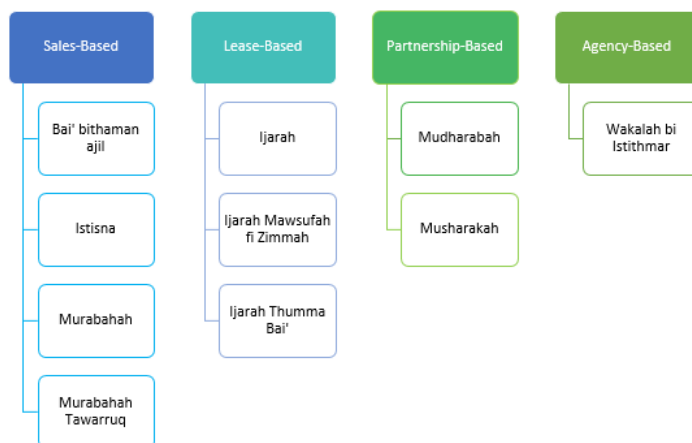 Sales-Based
Bai' bithaman
ajil
Istisna
Murabahah
Murabahah
Tawarruq
Lease-Based
Ijarah
Ijarah Mawsufah
fi Zimmah
Ijarah Thumma
Bai'
Partnership-Based
Mudharabah
Musharakah
Agency-Based
Wakalah bi
Istithmar